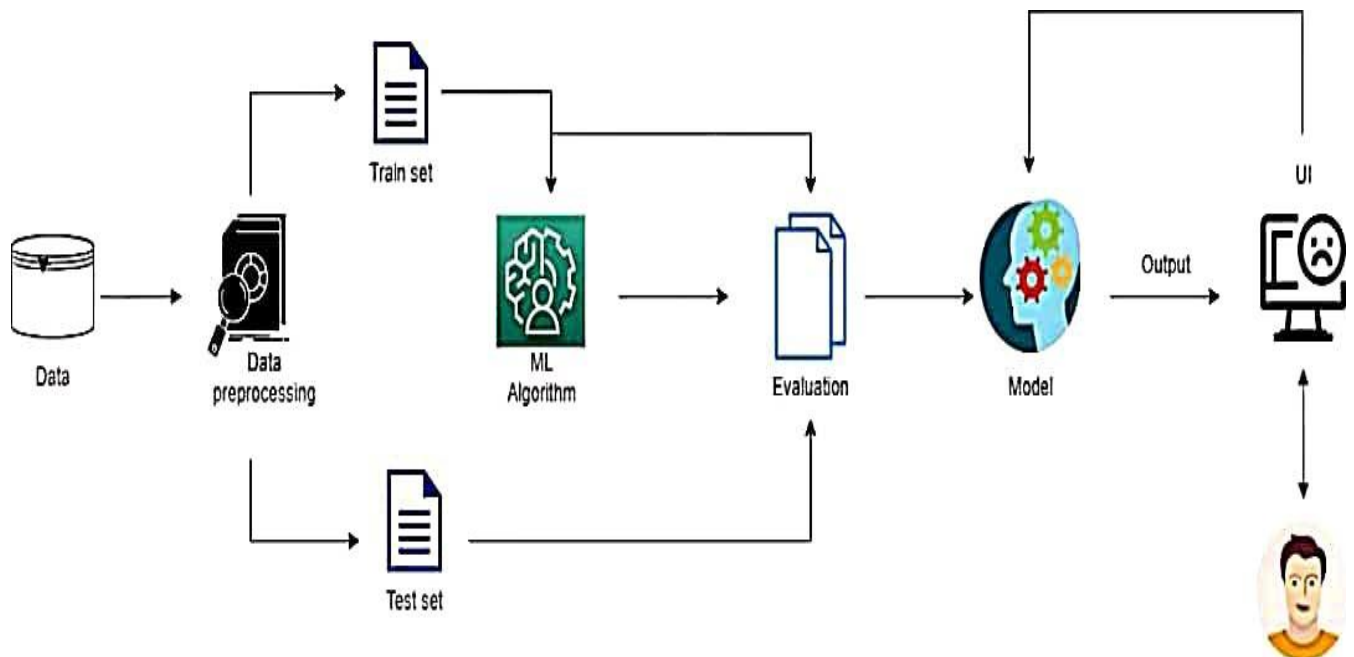 Train set
UI
Output
Data
Data
preprocessing
ML
Algorithm
Evaluation
Model
Test set